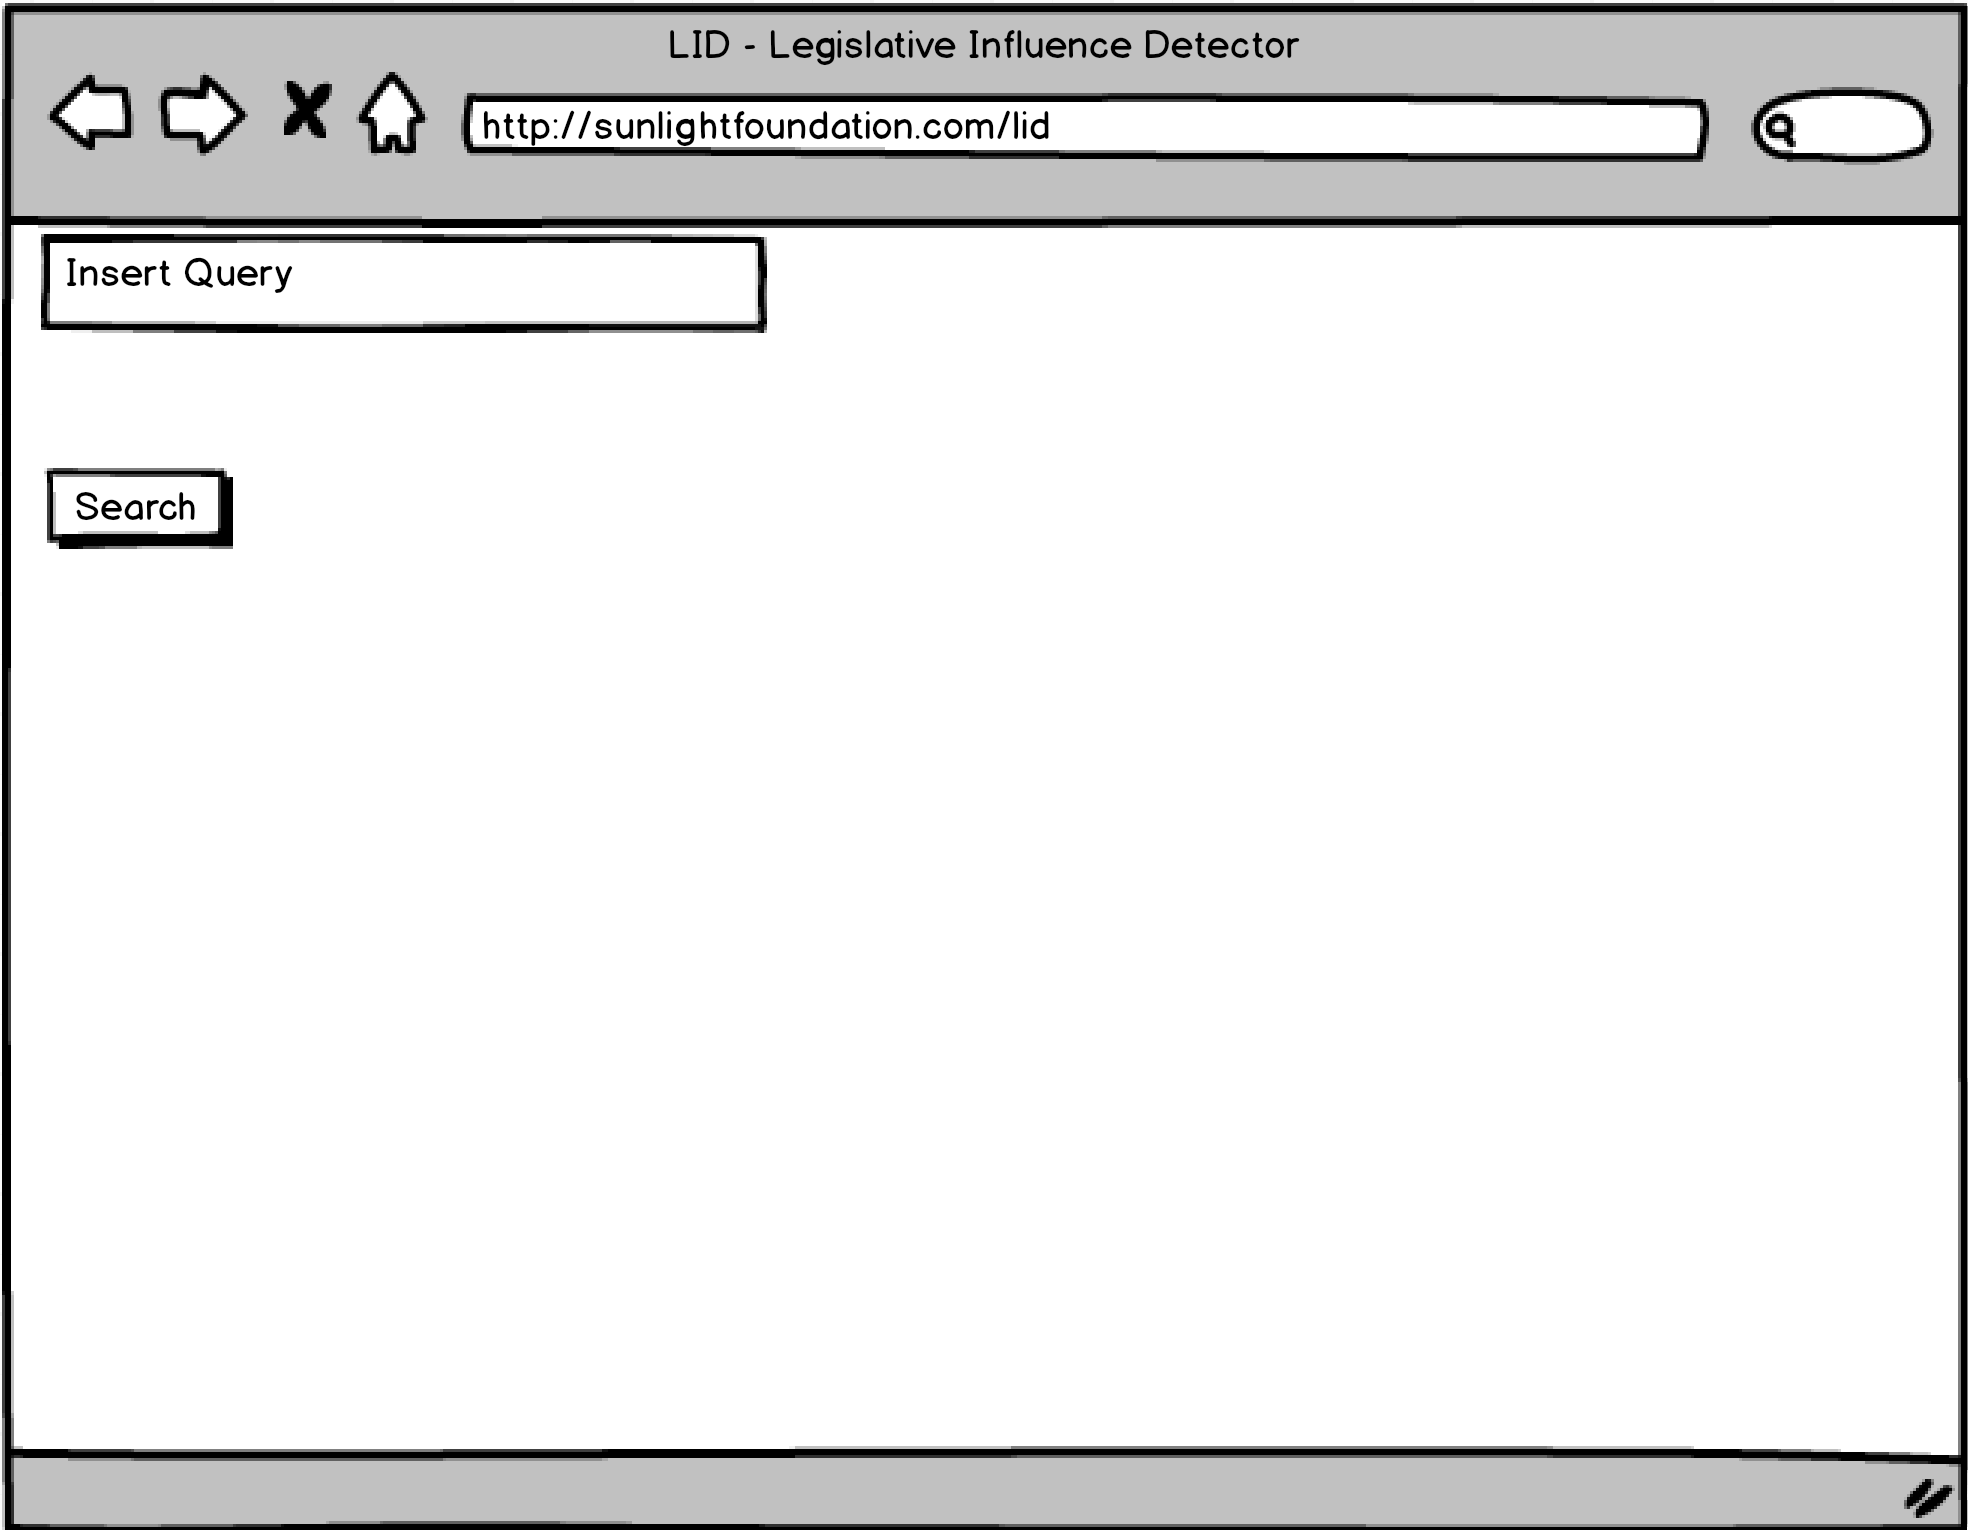 LID - Legislative Influence Detector
http://sunlightfoundation.com/lid
Insert Query
Search